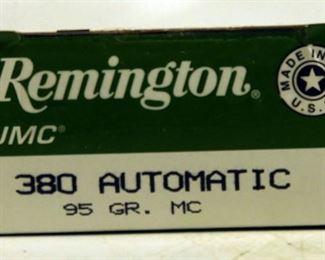 Remington®
UMC®
MADE IN
U.S.
380 AUTOMATIC
95 GR. MC